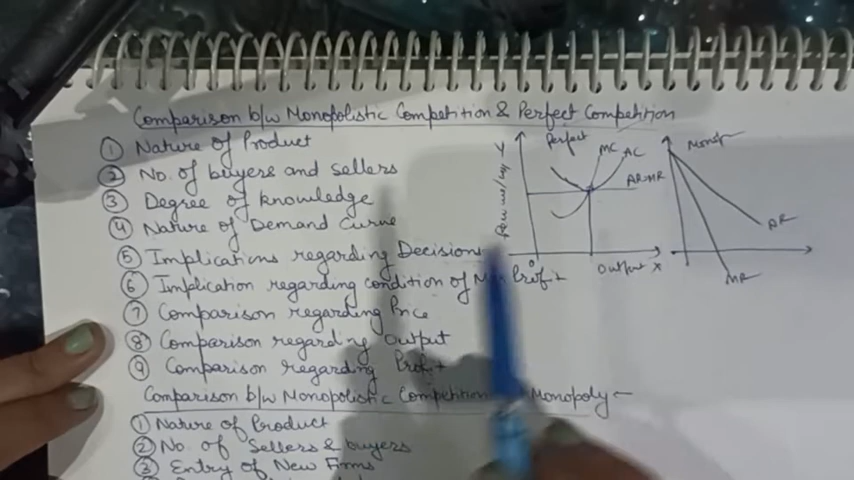 Comparison b/w Monopolistic Competition & Perfect Competition
① Nature of Product
② No. of buyers and sellers
③ Degree of knowledge
④ Nature of Demand Curve
⑤ Implications regarding Decisions
⑥ Implication regarding condition of Profit
⑦ Comparison regarding Price
⑧ Comparison regarding Output
⑨ Comparison regarding Profit
Perfect
Y
MC
AC
AR=MR
O
Output X
AR
MR
Comparison b/w Monopolistic Competition Monopoly
① Nature of Product
② No. of Sellers & buyers
③ Entry of New Firms